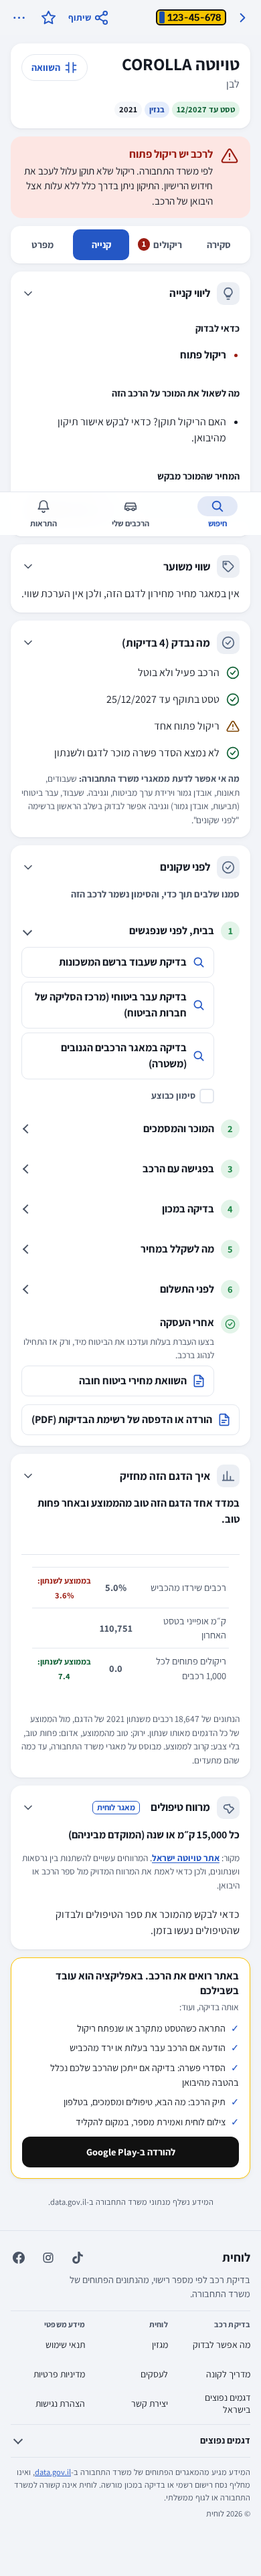 123-45-678
שיתוף
טויוטה COROLLA
לבן
השוואה
טסט עד 12/2027
בנזין
2021
לרכב יש ריקול פתוח
לפי משרד התחבורה. ריקול שלא תוקן עלול לעכב את
חידוש הרישיון. התיקון ניתן בדרך כלל ללא עלות אצל
היבואן של הרכב.
סקירה
ריקולים 1
קנייה
מפרט
ליווי קנייה
כדאי לבדוק
ריקול פתוח
מה לשאול את המוכר על הרכב הזה
האם הריקול תוקן? כדאי לבקש אישור תיקון
מהיבואן.
המחיר שהמוכר מבקש
חיפוש
הרכבים שלי
התראות
שווי משוער
אין במאגר מחיר מחירון לדגם הזה, ולכן אין הערכת שווי.
מה נבדק (4 בדיקות)
הרכב פעיל ולא בוטל
טסט בתוקף עד 25/12/2027
ריקול פתוח אחד
לא נמצא הסדר פשרה מוכר לדגם ולשנתון
מה אי אפשר לדעת ממאגרי משרד התחבורה: שעבודים,
תאונות, אובדן גמור וירידת ערך מביטוח, וגניבה. שעבוד, עבר ביטוחי
(תביעות, אובדן גמור) וגניבה אפשר לבדוק בשלב הראשון ברשימה
"לפני שקונים".
לפני שקונים
סמנו שלבים תוך כדי, והסימון נשמר לרכב הזה
1 בבית, לפני שנפגשים
בדיקת שעבוד ברשם המשכונות
בדיקת עבר ביטוחי (מרכז הסליקה של
חברות הביטוח)
בדיקה במאגר הרכבים הגנובים
(משטרה)
סימון כבוצע
2 המוכר והמסמכים
3 בפגישה עם הרכב
4 בדיקה במכון
5 מה לשקלל במחיר
6 לפני התשלום
אחרי העסקה
בצעו העברת בעלות ועדכנו את הביטוח מיד, ורק אז התחילו
לנהוג ברכב.
השוואת מחירי ביטוח חובה
הורדה או הדפסה של רשימת הבדיקות (PDF)
איך הדגם הזה מחזיק
במדד אחד הדגם הזה טוב מהממוצע ובאחר פחות
טוב.
רכבים שירדו מהכביש
5.0%
בממוצע לשנתון:
3.6%
ק״מ אופייני בטסט
האחרון
110,751
ריקולים פתוחים לכל
1,000 רכבים
0.0
בממוצע לשנתון:
7.4
הנתונים של 18,647 רכבים משנתון 2021 של הדגם, מול הממוצע
של כל הדגמים מאותו שנתון. ירוק: טוב מהממוצע, אדום: פחות טוב,
בלי צבע: קרוב לממוצע. מבוסס על מאגרי משרד התחבורה, עד כמה
שהם מתועדים.
מרווח טיפולים
מאגר לוחית
כל 15,000 ק״מ או שנה (המוקדם מביניהם)
מקור: אתר טויוטה ישראל. המרווחים עשויים להשתנות בין גרסאות
ושנתונים, ולכן כדאי לאמת את המרווח המדויק מול ספר הרכב או
היבואן.
כדאי לבקש מהמוכר את ספר הטיפולים ולבדוק
שהטיפולים נעשו בזמן.
באתר רואים את הרכב. באפליקציה הוא עובד
בשבילכם
אותה בדיקה, ועוד:
✓ התראה כשהטסט מתקרב או שנפתח ריקול
✓ הודעה אם הרכב עבר בעלות או ירד מהכביש
✓ הסדרי פשרה: בדיקה אם ייתכן שהרכב שלכם נכלל
בהטבה מהיבואן
✓ תיק הרכב: מה הבא, טיפולים ומסמכים, בטלפון
✓ צילום לוחית ואמירת מספר, במקום להקליד
להורדה ב-Google Play
המידע נשלף מנתוני משרד התחבורה ב-data.gov.il.
לוחית
בדיקת רכב לפי מספר רישוי, מהנתונים הפתוחים של
משרד התחבורה.
בדיקת רכב
לוחית
מידע משפטי
מה אפשר לבדוק
מגזין
תנאי שימוש
מדריך לקונה
לעסקים
מדיניות פרטיות
דגמים נפוצים
בישראל
יצירת קשר
הצהרת נגישות
דגמים נפוצים
המידע מגיע מהמאגרים הפתוחים של משרד התחבורה ב-data.gov.il, ואינו
מחליף נסח רישום רשמי או בדיקה במכון מורשה. לוחית אינה קשורה למשרד
התחבורה או לגוף ממשלתי.
© 2026 לוחית